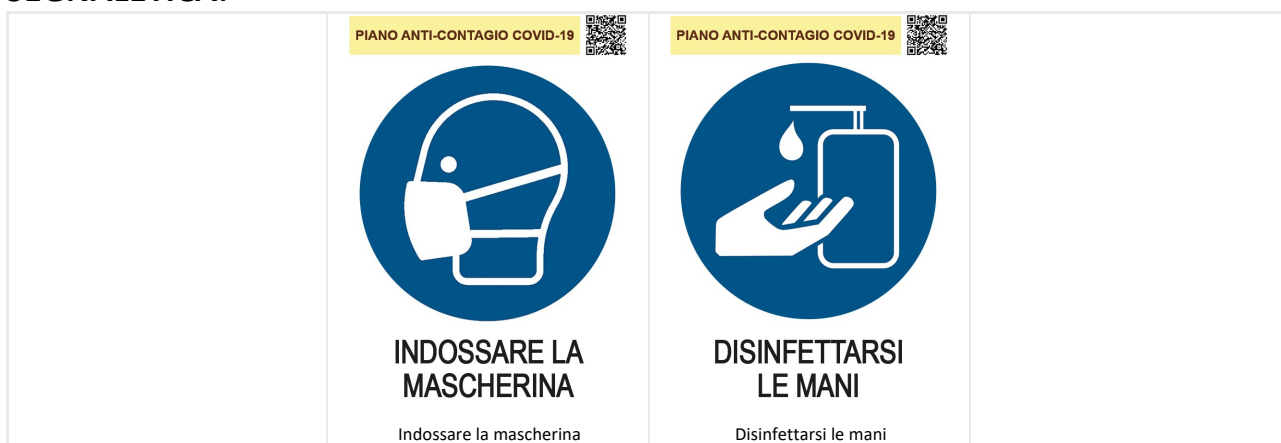 PIANO ANTI-CONTAGIO COVID-19
INDOSSARE LA
MASCHERINA
Indossare la mascherina
PIANO ANTI-CONTAGIO COVID-19
DISINFETTARSI
LE MANI
Disinfettarsi le mani